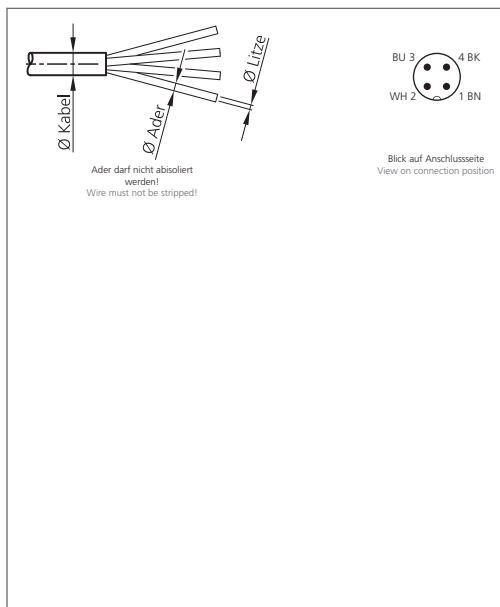 Ø Kabel
Ø Ader
Ø Litze
Ader darf nicht abisoliert
werden!
Wire must not be stripped!
BU 3
4 BK
WH 2
1 BN
Blick auf Anschlussseite
View on connection position